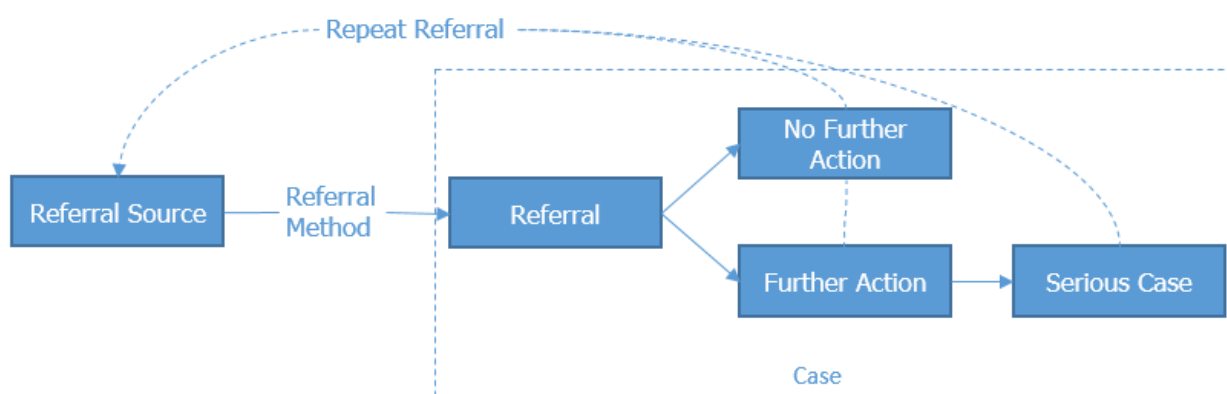 Repeat Referral
No Further
Action
Referral Source
Referral
Method
Referral
Further Action
Serious Case
Case